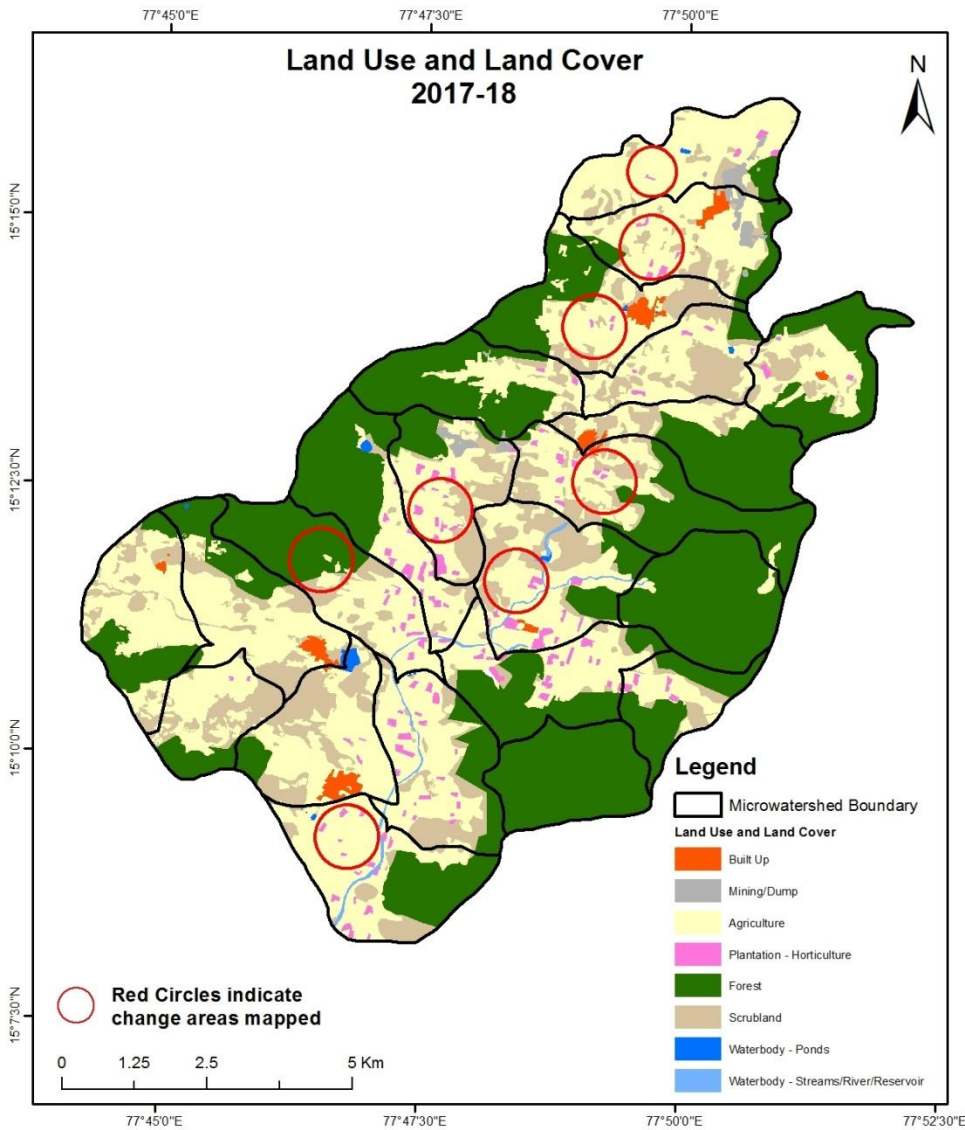 77°45'0"E 77°47'30"E 77°50'0"E
Land Use and Land Cover
2017-18
N
15°15'0"N
15°12'30"N
15°10'0"N
15°7'30"N
Legend
Microwatershed Boundary
Land Use and Land Cover
Built Up
Mining/Dump
Agriculture
Plantation - Horticulture
Forest
Scrubland
Waterbody - Ponds
Waterbody - Streams/River/Reservoir
Red Circles indicate
change areas mapped
0 1.25 2.5 5 Km
77°45'0"E 77°47'30"E 77°50'0"E 77°52'30"E